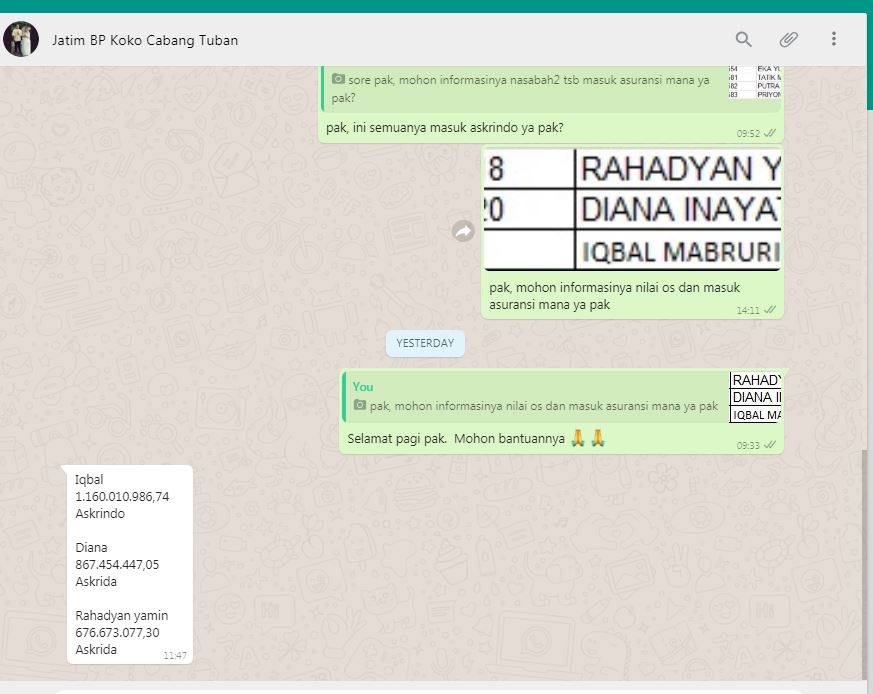 Jatim BP Koko Cabang Tuban
sore pak, mohon informasinya nasabah2 tsb masuk asuransi mana ya
pak?
EKA YU
81 TATIK M
82 PUTRA
83 PRIYON
pak, ini semuanya masuk askrindo ya pak?
09:52
8 RAHADYAN Y
20 DIANA INAYAT
IQBAL MABRURI
pak, mohon informasinya nilai os dan masuk
asuransi mana ya pak
14:11
YESTERDAY
You
pak, mohon informasinya nilai os dan masuk asuransi mana ya pak
RAHADY
DIANA II
IQBAL MA
Selamat pagi pak. Mohon bantuannya 🙏 🙏
09:33
Iqbal
1.160.010.986,74
Askrindo
Diana
867.454.447,05
Askrida
Rahadyan yamin
676.673.077,30
Askrida
11:47